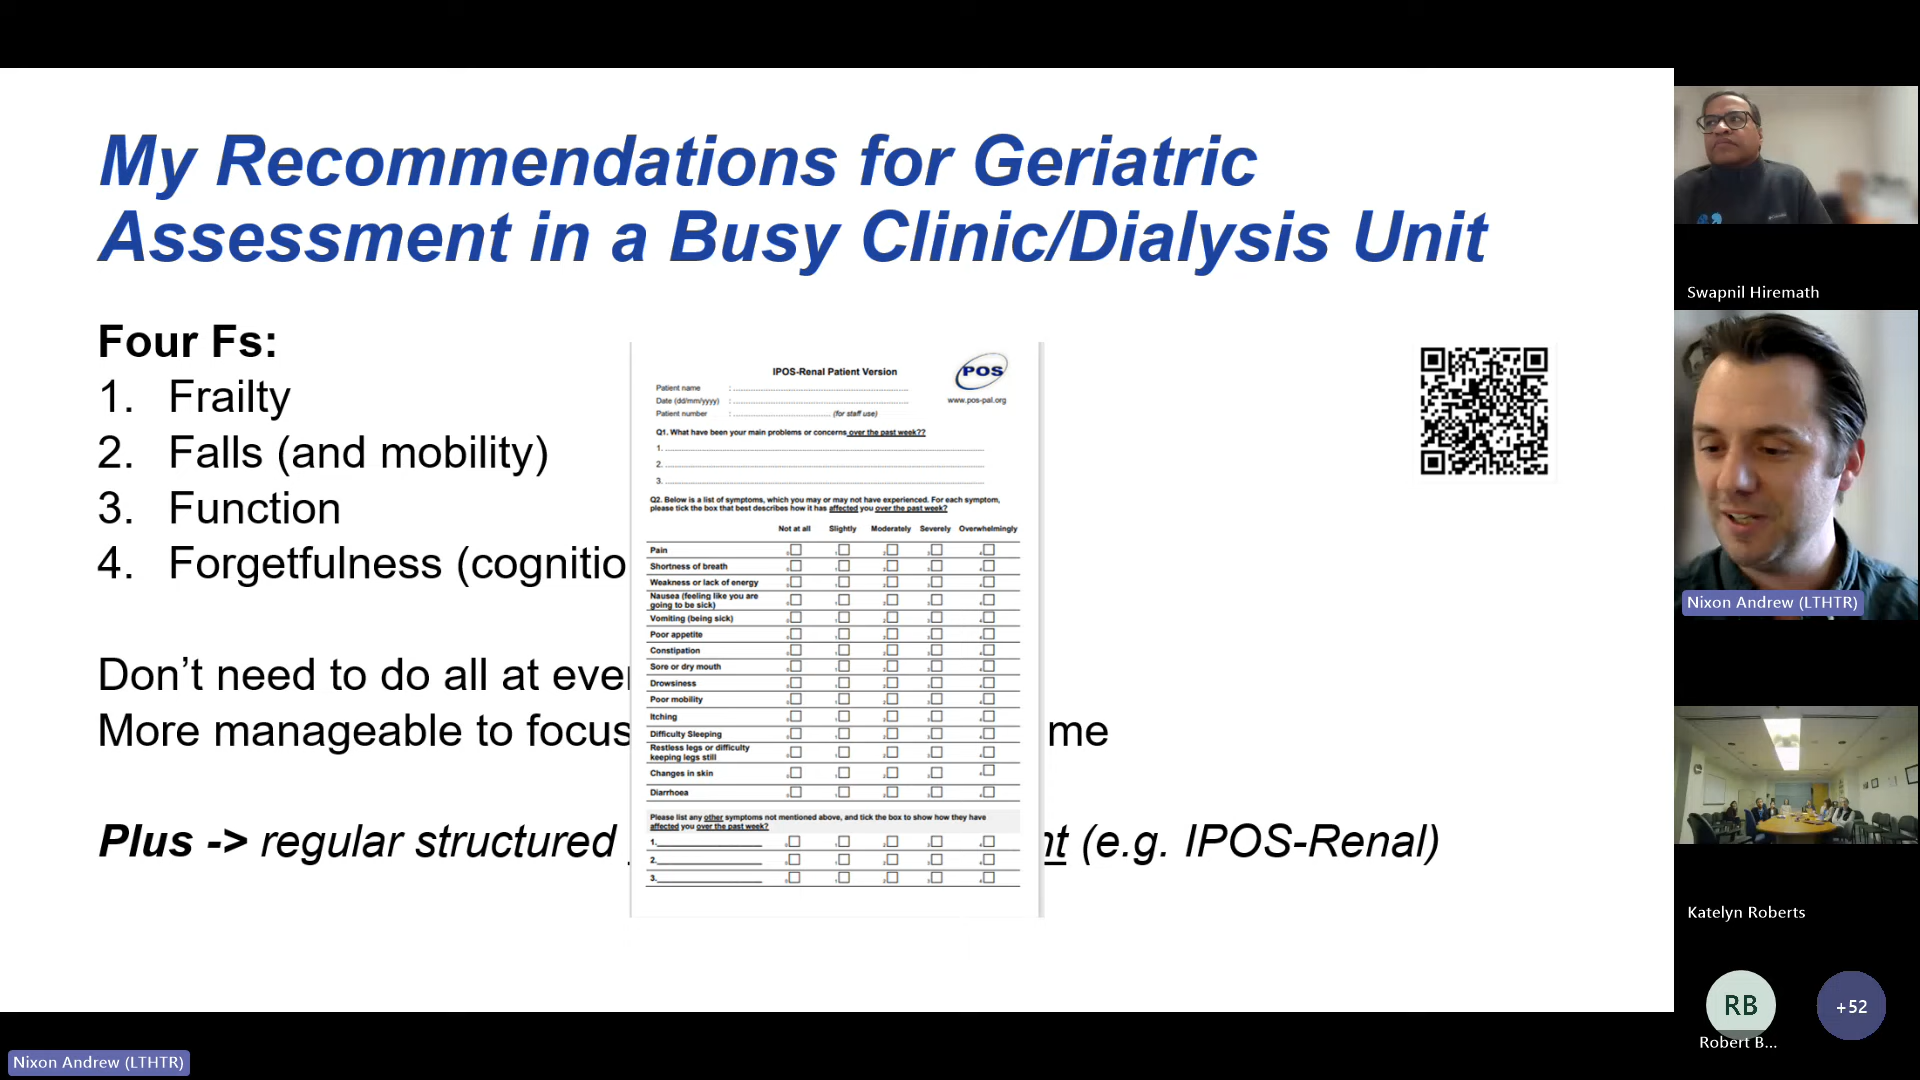 My Recommendations for Geriatric
Assessment in a Busy Clinic/Dialysis Unit
Four Fs:
1. Frailty
2. Falls (and mobility)
3. Function
4. Forgetfulness (cognitio
Don’t need to do all at ever
More manageable to focus
me
Plus -> regular structured
nt (e.g. IPOS-Renal)
IPOS-Renal Patient Version
POS
www.pos-pal.org
Patient name :
Date (dd/mm/yyyy) :
Patient number : (for staff use)
Q1. What have been your main problems or concerns over the past week??
1.
2.
3.
Q2. Below is a list of symptoms, which you may or may not have experienced. For each symptom,
please tick the box that best describes how it has affected you over the past week?
Not at all Slightly Moderately Severely Overwhelmingly
Pain
Shortness of breath
Weakness or lack of energy
Nausea (feeling like you are
going to be sick)
Vomiting (being sick)
Poor appetite
Constipation
Sore or dry mouth
Drowsiness
Poor mobility
Itching
Difficulty Sleeping
Restless legs or difficulty
keeping legs still
Changes in skin
Diarrhoea
Please list any other symptoms not mentioned above, and tick the box to show how they have
affected you over the past week?
1.
2.
3.
Swapnil Hiremath
Nixon Andrew (LTHTR)
Katelyn Roberts
RB
+52
Robert B...
Nixon Andrew (LTHTR)